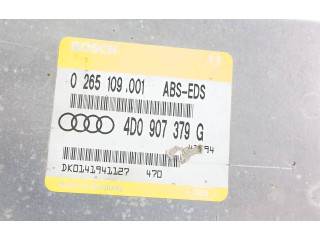 BOSCH
0 265 109 001 ABS-EDS
4D0 907 379 G
DK0141941127 470